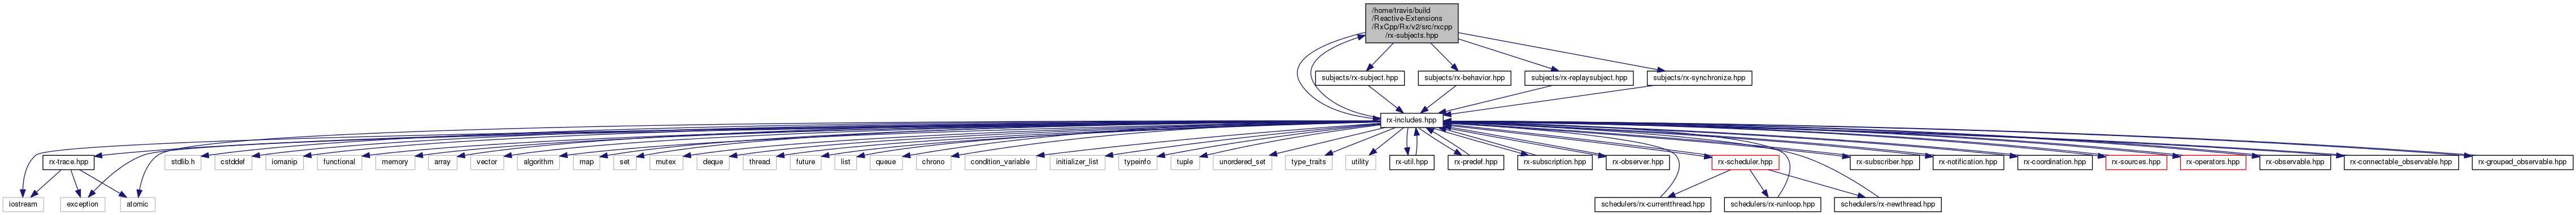 /home/travis/build
/Reactive-Extensions
/RxCpp/Rx/v2/src/rxcpp
/rx-subjects.hpp
subjects/rx-subject.hpp
subjects/rx-behavior.hpp
subjects/rx-replaysubject.hpp
subjects/rx-synchronize.hpp
rx-includes.hpp
rx-trace.hpp
stdlib.h
cstddef
iomanip
functional
memory
array
vector
algorithm
map
set
mutex
deque
thread
future
list
queue
chrono
condition_variable
initializer_list
typeinfo
tuple
unordered_set
type_traits
utility
rx-util.hpp
rx-predef.hpp
rx-subscription.hpp
rx-observer.hpp
rx-scheduler.hpp
rx-subscriber.hpp
rx-notification.hpp
rx-coordination.hpp
rx-sources.hpp
rx-operators.hpp
rx-observable.hpp
rx-connectable_observable.hpp
rx-grouped_observable.hpp
iostream
exception
atomic
schedulers/rx-currentthread.hpp
schedulers/rx-runloop.hpp
schedulers/rx-newthread.hpp